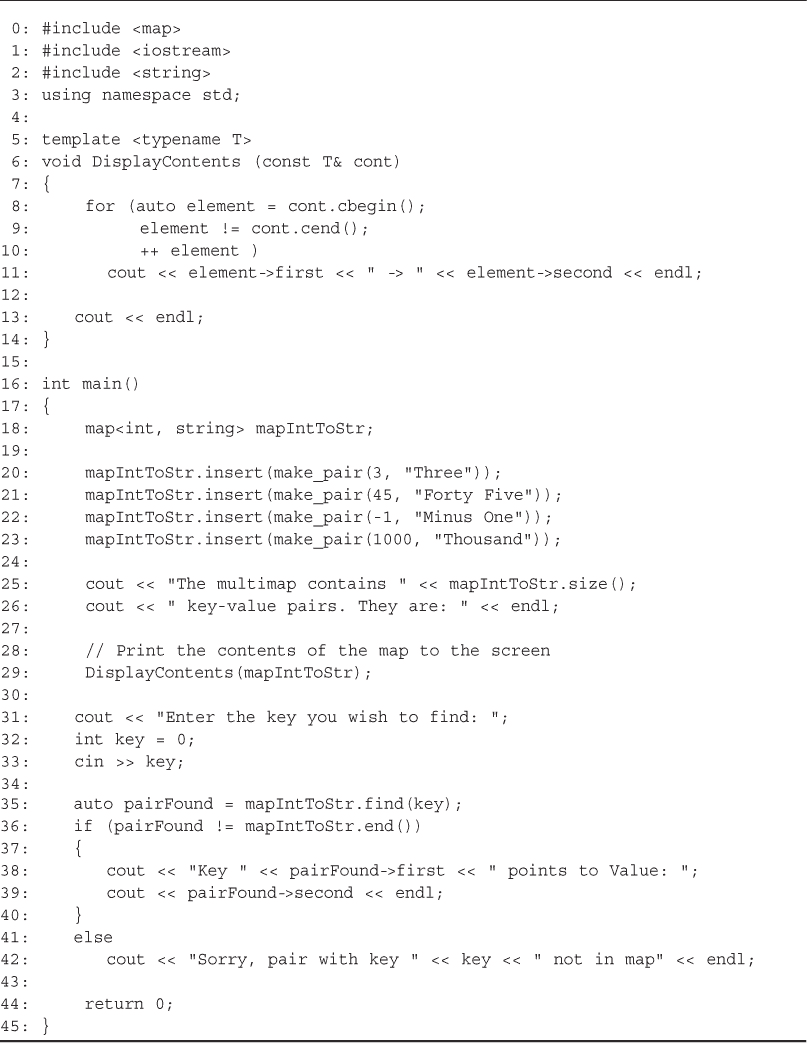 0: #include <map>
1: #include <iostream>
2: #include <string>
3: using namespace std;
4:
5: template <typename T>
6: void DisplayContents (const T& cont)
7: {
8:     for (auto element = cont.cbegin();
9:          element != cont.cend();
10:          ++ element )
11:       cout << element->first << " -> " << element->second << endl;
12:
13:    cout << endl;
14: }
15:
16: int main()
17: {
18:     map<int, string> mapIntToStr;
19:
20:     mapIntToStr.insert(make_pair(3, "Three"));
21:     mapIntToStr.insert(make_pair(45, "Forty Five"));
22:     mapIntToStr.insert(make_pair(-1, "Minus One"));
23:     mapIntToStr.insert(make_pair(1000, "Thousand"));
24:
25:     cout << "The multimap contains " << mapIntToStr.size();
26:     cout << " key-value pairs. They are: " << endl;
27:
28:     // Print the contents of the map to the screen
29:     DisplayContents(mapIntToStr);
30:
31:    cout << "Enter the key you wish to find: ";
32:    int key = 0;
33:    cin >> key;
34:
35:    auto pairFound = mapIntToStr.find(key);
36:    if (pairFound != mapIntToStr.end())
37:    {
38:       cout << "Key " << pairFound->first << " points to Value: ";
39:       cout << pairFound->second << endl;
40:    }
41:    else
42:       cout << "Sorry, pair with key " << key << " not in map" << endl;
43:
44:     return 0;
45: }